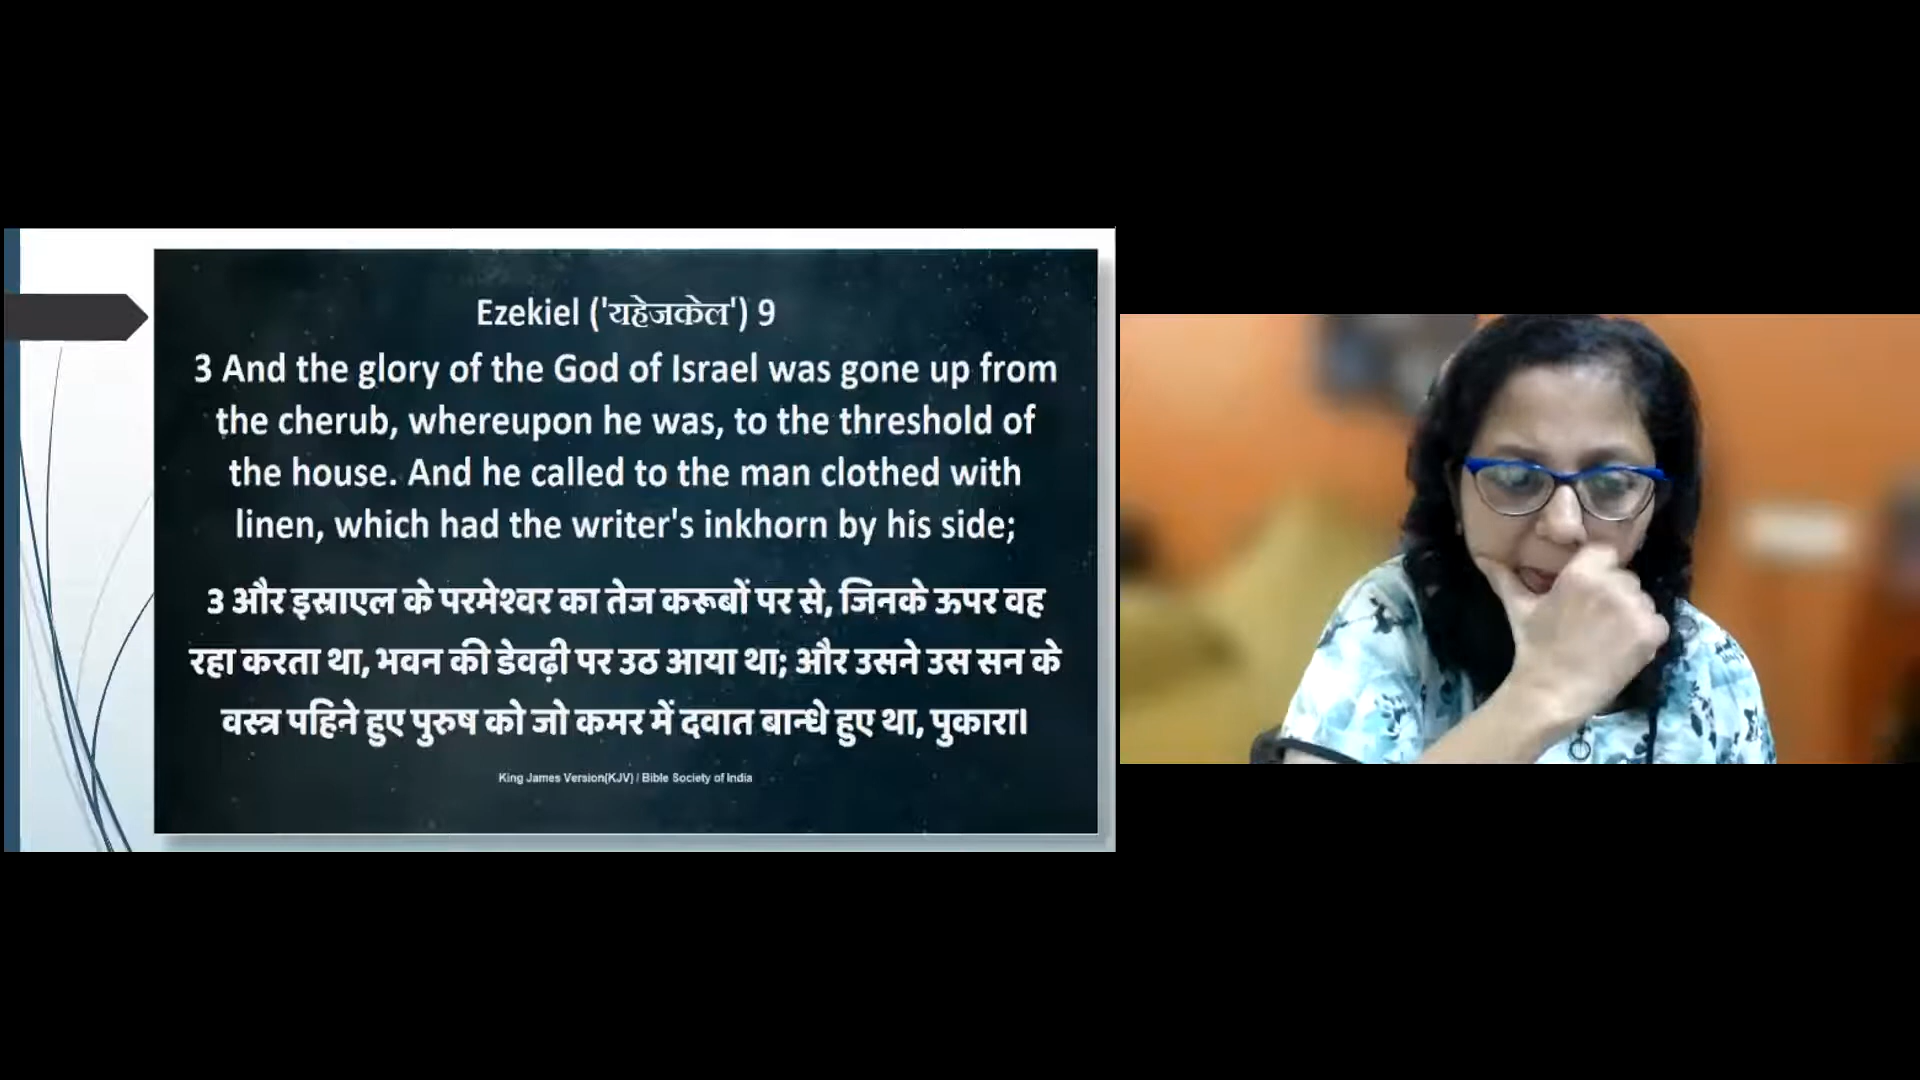 Ezekiel ('यहेजकेल') 9
3 And the glory of the God of Israel was gone up from
the cherub, whereupon he was, to the threshold of
the house. And he called to the man clothed with
linen, which had the writer's inkhorn by his side;
3 और इस्राएल के परमेश्वर का तेज करूबों पर से, जिनके ऊपर वह
रहा करता था, भवन की डेवढ़ी पर उठ आया था; और उसने उस सन के
वस्त्र पहिने हुए पुरुष को जो कमर में दवात बान्धे हुए था, पुकारा।
King James Version(KJV) / Bible Society of India